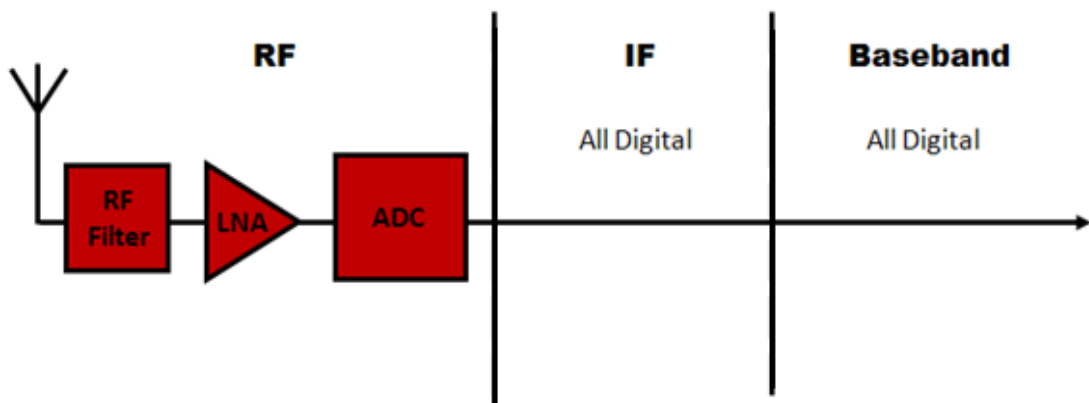 RF
IF
Baseband
All Digital
All Digital
RF
Filter
LNA
ADC